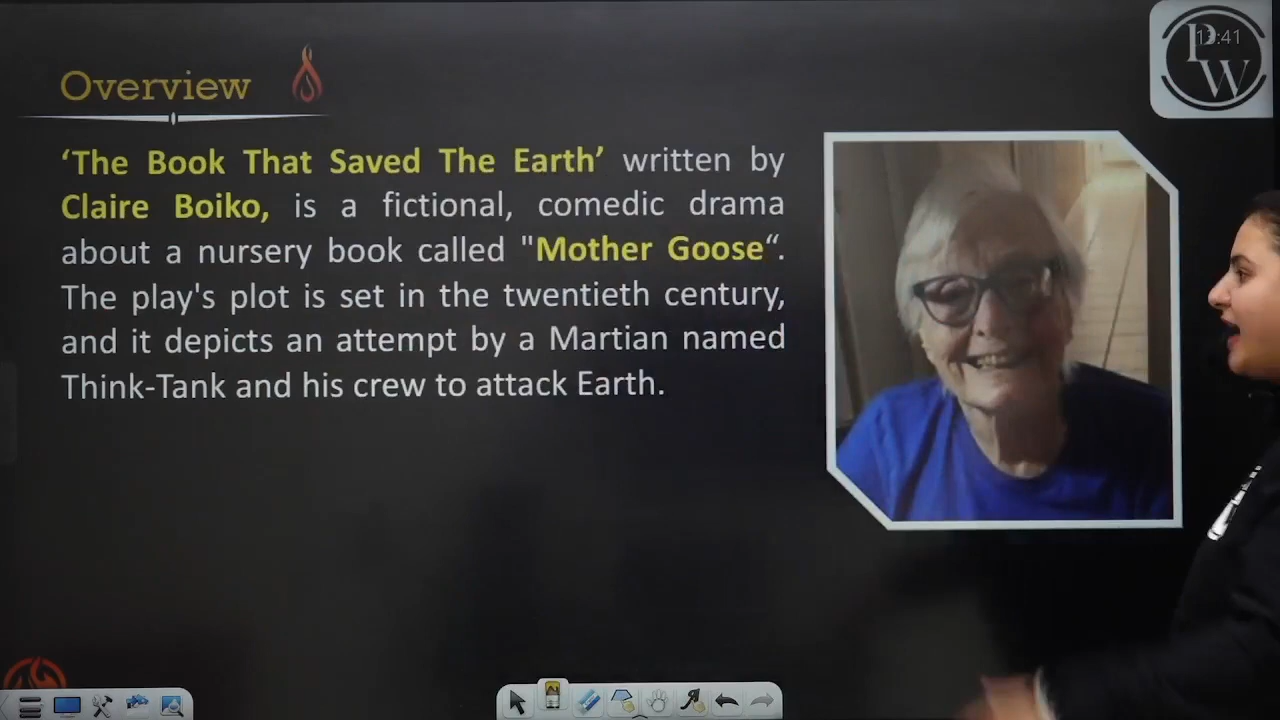 Overview
13:41
P
W
‘The Book That Saved The Earth’ written by
Claire Boiko, is a fictional, comedic drama
about a nursery book called "Mother Goose“.
The play's plot is set in the twentieth century,
and it depicts an attempt by a Martian named
Think-Tank and his crew to attack Earth.